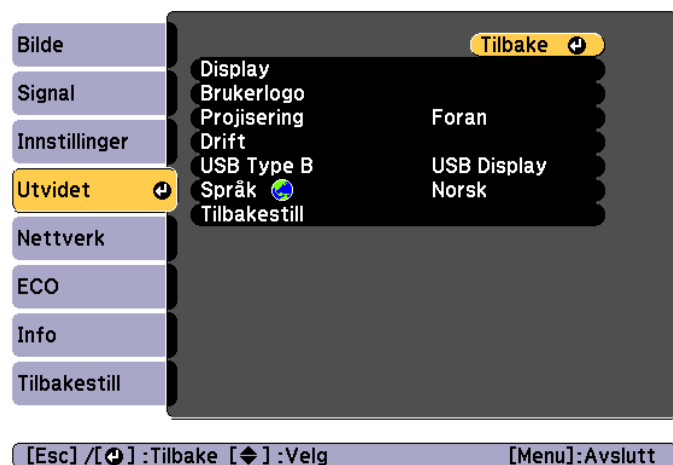 Bilde
Signal
Innstillinger
Utvidet
Nettverk
ECO
Info
Tilbakestill
Tilbake
Display
Brukerlogo
Projisering Foran
Drift
USB Type B USB Display
Språk Norsk
Tilbakestill
[Esc] /[ ] :Tilbake [ ] :Velg [Menu]:Avslutt